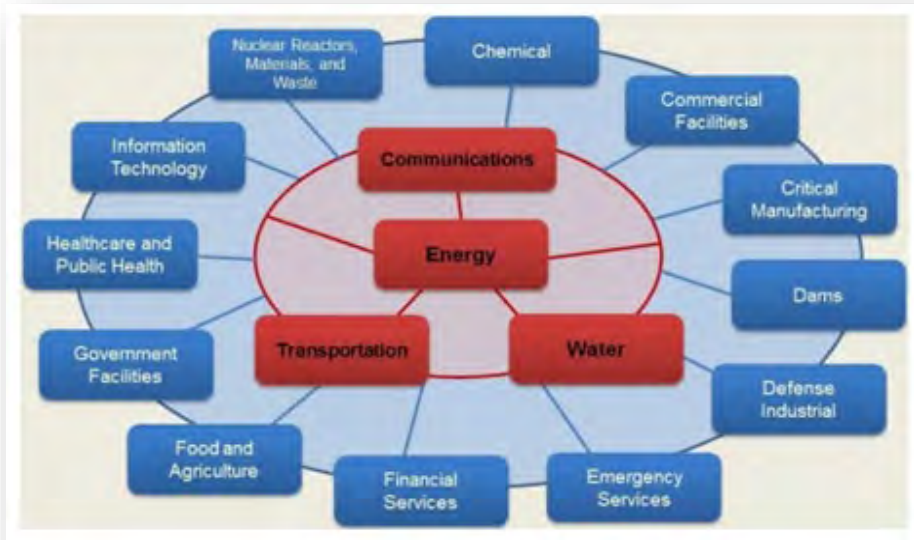 Nuclear Reactors,
Materials, and
Waste
Chemical
Commercial
Facilities
Information
Technology
Communications
Critical
Manufacturing
Healthcare and
Public Health
Energy
Dams
Government
Facilities
Transportation
Water
Defense
Industrial
Food and
Agriculture
Financial
Services
Emergency
Services